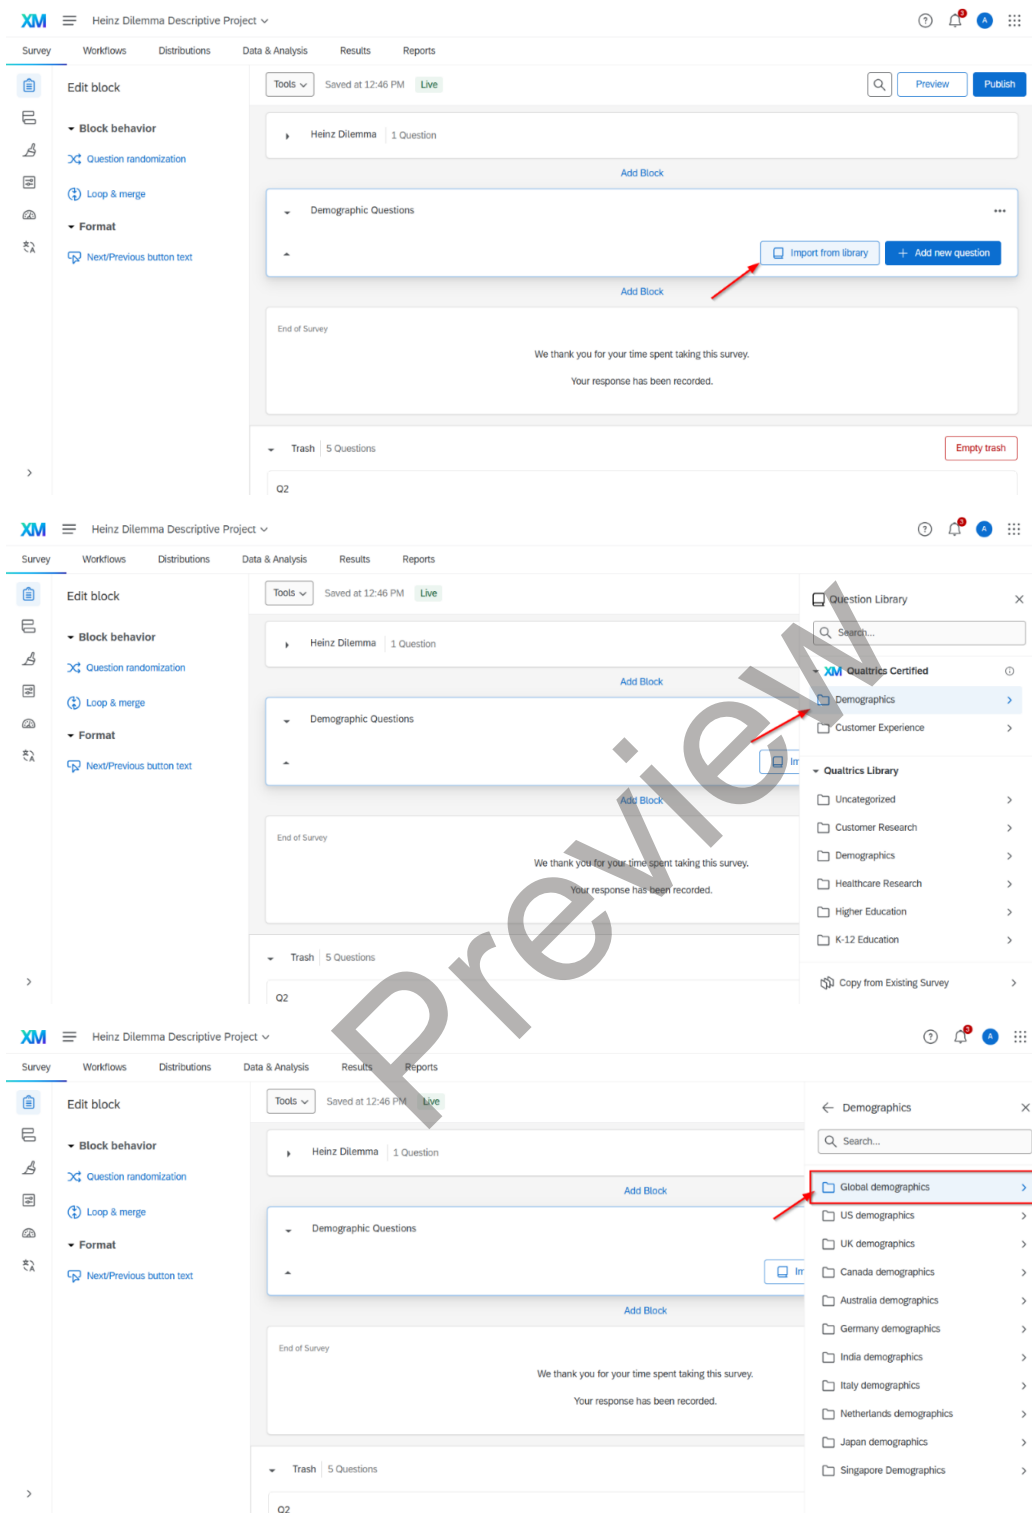 XM Heinz Dilemma Descriptive Project ? 3 A
Survey Workflows Distributions Data & Analysis Results Reports
Edit block
Block behavior
Question randomization
Loop & merge
Format
Next/Previous button text
Tools Saved at 12:46 PM Live Preview Publish
Heinz Dilemma 1 Question
Add Block
Demographic Questions
Import from library + Add new question
Add Block
End of Survey
We thank you for your time spent taking this survey.
Your response has been recorded.
Trash 5 Questions Empty trash
Q2
XM Heinz Dilemma Descriptive Project ? 3 A
Survey Workflows Distributions Data & Analysis Results Reports
Edit block
Block behavior
Question randomization
Loop & merge
Format
Next/Previous button text
Tools Saved at 12:46 PM Live
Heinz Dilemma 1 Question
Add Block
Demographic Questions
Im
Add Block
End of Survey
We thank you for your time spent taking this survey.
Your response has been recorded.
Trash 5 Questions
Q2
Question Library
Search...
XM Qualtrics Certified
Demographics
Customer Experience
Qualtrics Library
Uncategorized
Customer Research
Demographics
Healthcare Research
Higher Education
K-12 Education
Copy from Existing Survey
XM Heinz Dilemma Descriptive Project ? 3 A
Survey Workflows Distributions Data & Analysis Results Reports
Edit block
Block behavior
Question randomization
Loop & merge
Format
Next/Previous button text
Tools Saved at 12:46 PM Live
Heinz Dilemma 1 Question
Add Block
Demographic Questions
Im
Add Block
End of Survey
We thank you for your time spent taking this survey.
Your response has been recorded.
Trash 5 Questions
Q2
Demographics
Search...
Global demographics
US demographics
UK demographics
Canada demographics
Australia demographics
Germany demographics
India demographics
Italy demographics
Netherlands demographics
Japan demographics
Singapore Demographics
Preview